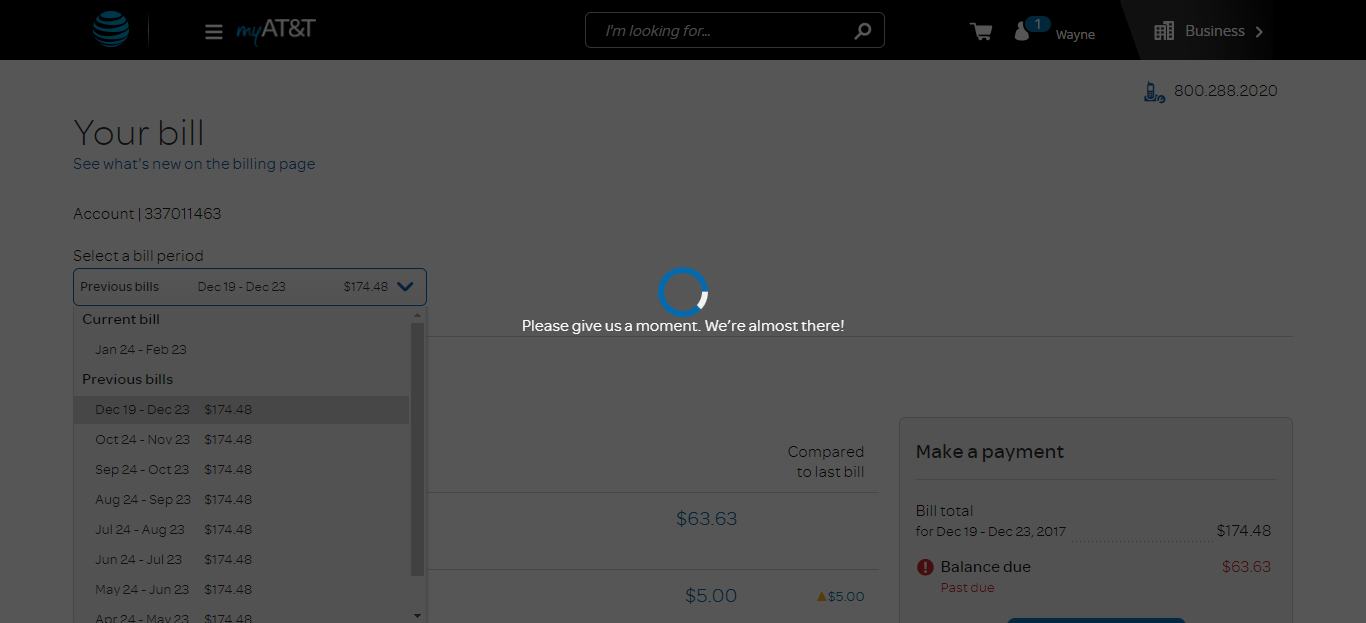 myAT&T
I'm looking for...
1
Wayne
Business
800.288.2020
Your bill
See what's new on the billing page
Account | 337011463
Select a bill period
Previous bills Dec 19 - Dec 23 $174.48
Please give us a moment. We're almost there!
Current bill
Jan 24 - Feb 23
Previous bills
Dec 19 - Dec 23 $174.48
Oct 24 - Nov 23 $174.48
Sep 24 - Oct 23 $174.48
Aug 24 - Sep 23 $174.48
Jul 24 - Aug 23 $174.48
Jun 24 - Jul 23 $174.48
May 24 - Jun 23 $174.48
Apr 24 - May 23 $174.48
Compared
to last bill
$63.63
$5.00 $5.00
Make a payment
Bill total
for Dec 19 - Dec 23, 2017 $174.48
Balance due $63.63
Past due